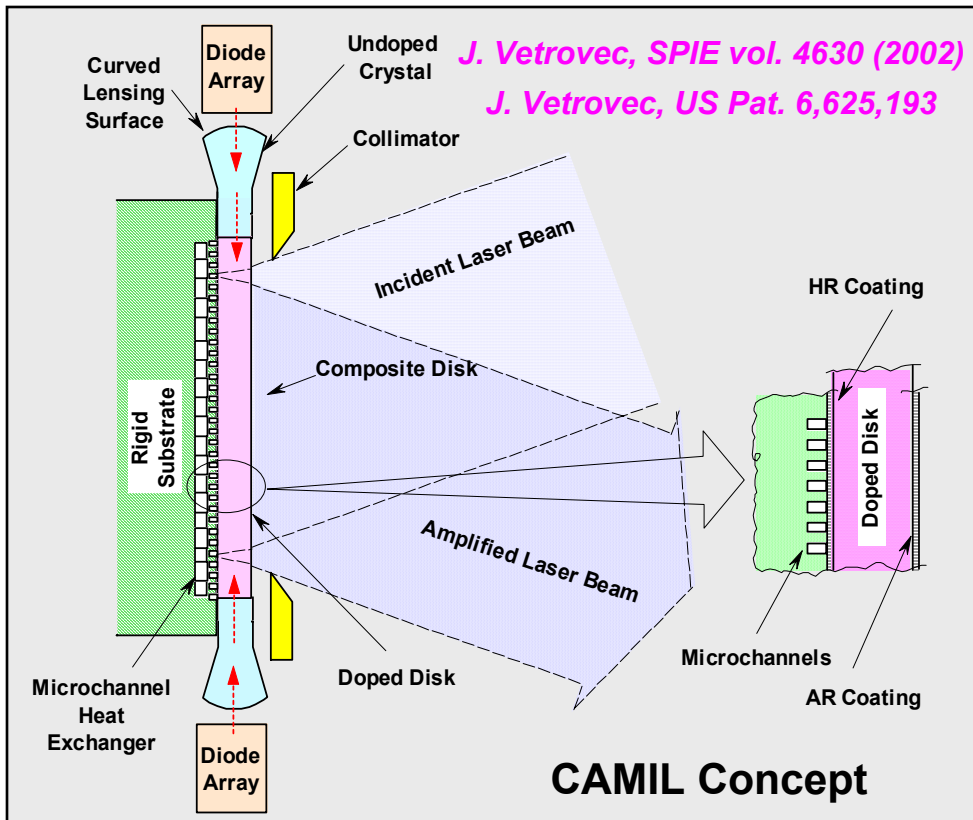 J. Vetrovec, SPIE vol. 4630 (2002)
J. Vetrovec, US Pat. 6,625,193
Diode
Array
Undoped
Crystal
Curved
Lensing
Surface
Collimator
Incident Laser Beam
HR Coating
Composite Disk
Rigid
Substrate
Doped Disk
Amplified Laser Beam
Microchannels
AR Coating
Doped Disk
Microchannel
Heat
Exchanger
Diode
Array
CAMIL Concept